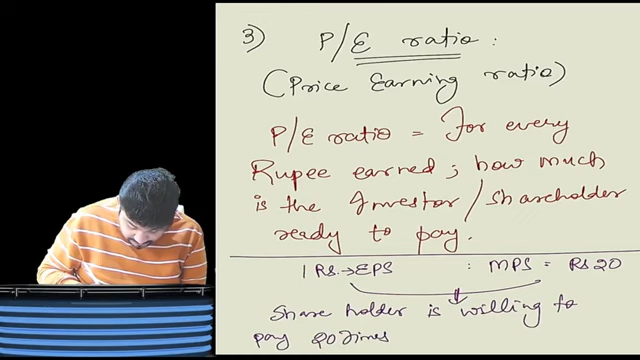 3) P/E ratio :
(Price Earning ratio)
P/E ratio = For every
Rupee earned; how much
is the Investor/shareholder
ready to pay.
1 RS. → EPS : MPS = RS 20
Share holder is willing to
pay 20 times